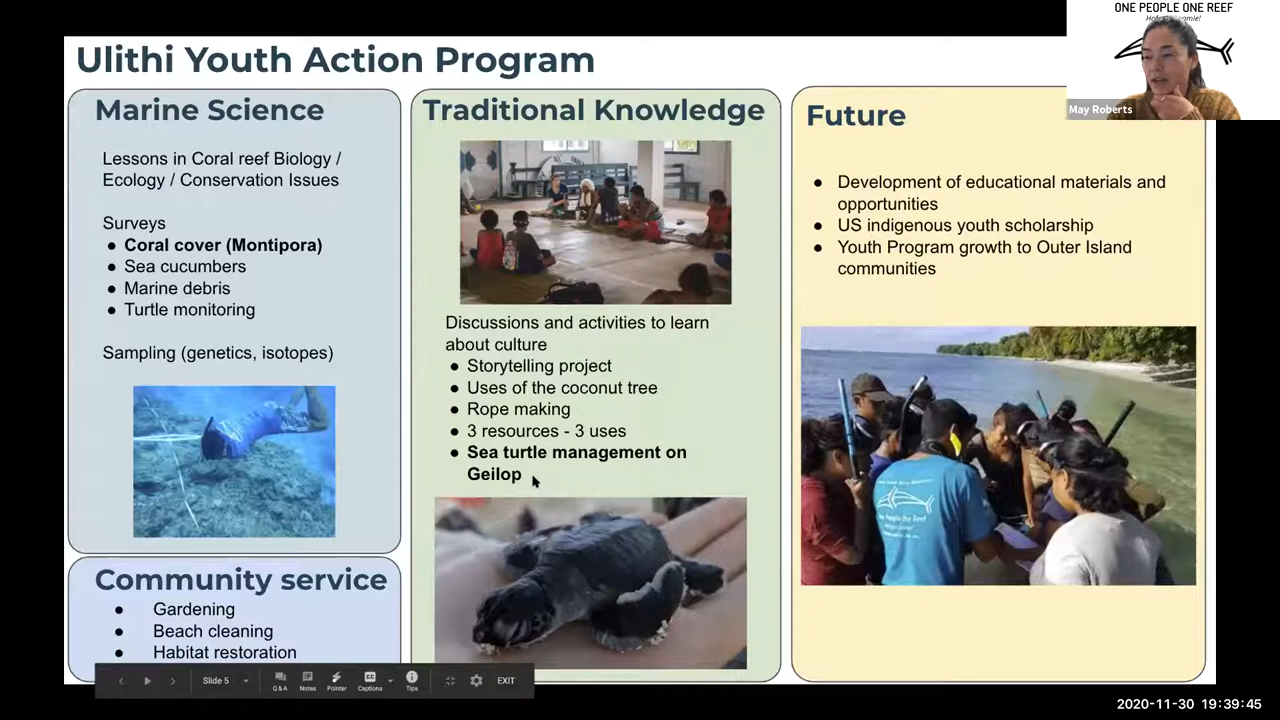 Ulithi Youth Action Program
Marine Science
Lessons in Coral reef Biology /
Ecology / Conservation Issues
Surveys
● Coral cover (Montipora)
● Sea cucumbers
● Marine debris
● Turtle monitoring
Sampling (genetics, isotopes)
Community service
● Gardening
● Beach cleaning
● Habitat restoration
Traditional Knowledge
Discussions and activities to learn
about culture
● Storytelling project
● Uses of the coconut tree
● Rope making
● 3 resources - 3 uses
● Sea turtle management on
Geilop
Future
● Development of educational materials and
opportunities
● US indigenous youth scholarship
● Youth Program growth to Outer Island
communities
ONE PEOPLE ONE REEF
May Roberts
Slide 5
Q & A
Notes
Pointer
Captions
Tips
EXIT
2020-11-30 19:39:45